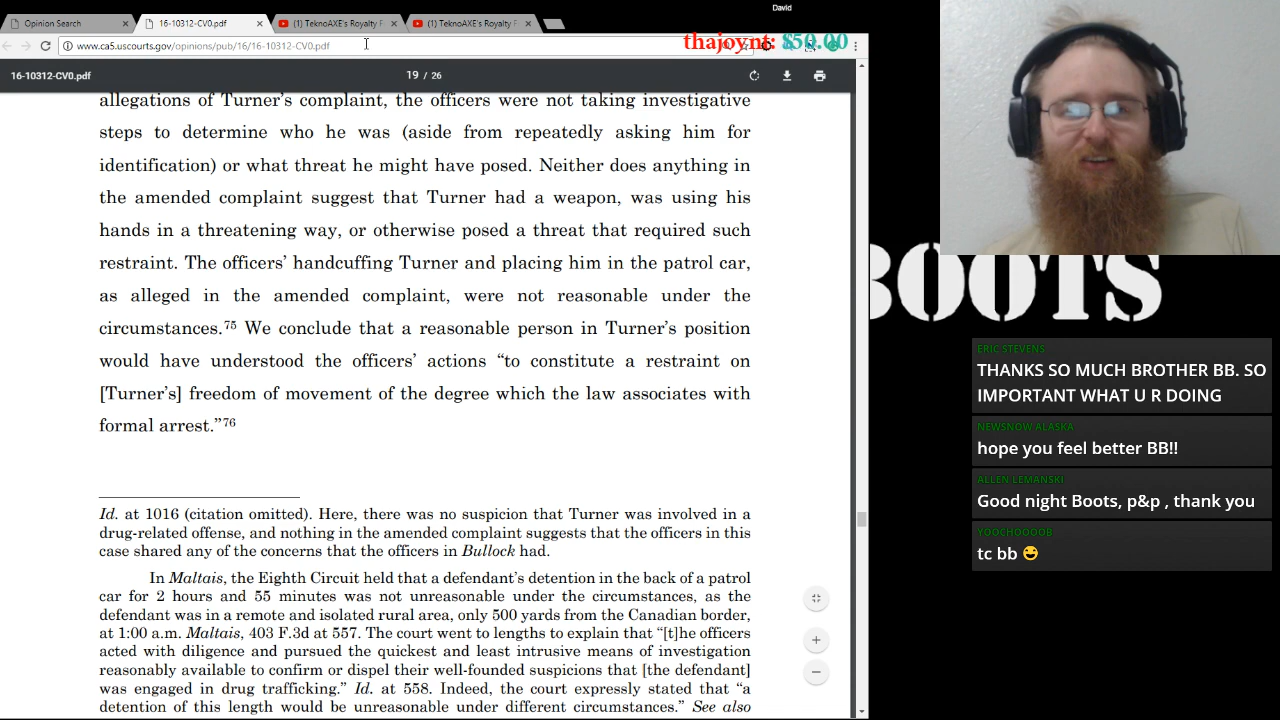 David
Opinion Search
16-10312-CV0.pdf
(1) TeknoAXE's Royalty F
(1) TeknoAXE's Royalty F
www.ca5.uscourts.gov/opinions/pub/16/16-10312-CV0.pdf
thajoynt: $50.00
16-10312-CV0.pdf
19 / 26
allegations of Turner's complaint, the officers were not taking investigative
steps to determine who he was (aside from repeatedly asking him for
identification) or what threat he might have posed. Neither does anything in
the amended complaint suggest that Turner had a weapon, was using his
hands in a threatening way, or otherwise posed a threat that required such
restraint. The officers' handcuffing Turner and placing him in the patrol car,
as alleged in the amended complaint, were not reasonable under the
circumstances.75 We conclude that a reasonable person in Turner's position
would have understood the officers' actions “to constitute a restraint on
[Turner's] freedom of movement of the degree which the law associates with
formal arrest.”76
Id. at 1016 (citation omitted). Here, there was no suspicion that Turner was involved in a
drug-related offense, and nothing in the amended complaint suggests that the officers in this
case shared any of the concerns that the officers in Bullock had.
In Maltais, the Eighth Circuit held that a defendant's detention in the back of a patrol
car for 2 hours and 55 minutes was not unreasonable under the circumstances, as the
defendant was in a remote and isolated rural area, only 500 yards from the Canadian border,
at 1:00 a.m. Maltais, 403 F.3d at 557. The court went to lengths to explain that “[t]he officers
acted with diligence and pursued the quickest and least intrusive means of investigation
reasonably available to confirm or dispel their well-founded suspicions that [the defendant]
was engaged in drug trafficking.” Id. at 558. Indeed, the court expressly stated that “a
detention of this length would be unreasonable under different circumstances.” See also
BOOTS
ERIC STEVENS
THANKS SO MUCH BROTHER BB. SO
IMPORTANT WHAT U R DOING
NEWSNOW ALASKA
hope you feel better BB!!
ALLEN LEMANSKI
Good night Boots, p&p , thank you
YOOCHOOOOB
tc bb 😄